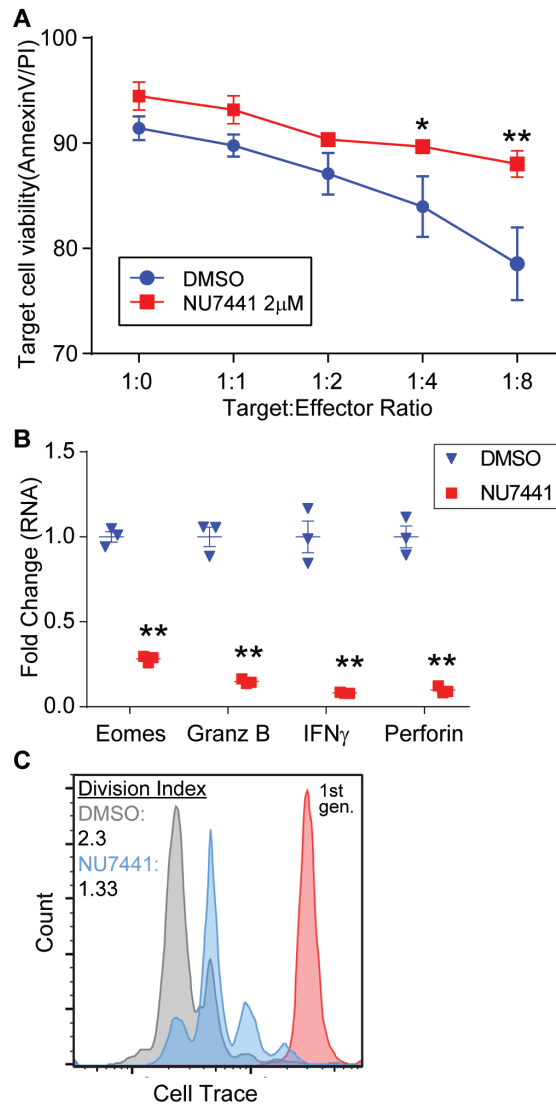 A
100
90
80
70
Target cell viability(AnnexinV/PI)
*
**
DMSO
NU7441 2μM
1:0 1:1 1:2 1:4 1:8
Target:Effector Ratio
B
1.5
1.0
0.5
0.0
Fold Change (RNA)
DMSO
NU7441
** ** ** **
Eomes Granz B IFNγ Perforin
C
Division Index
DMSO:
2.3
NU7441:
1.33
1st
gen.
Count
Cell Trace